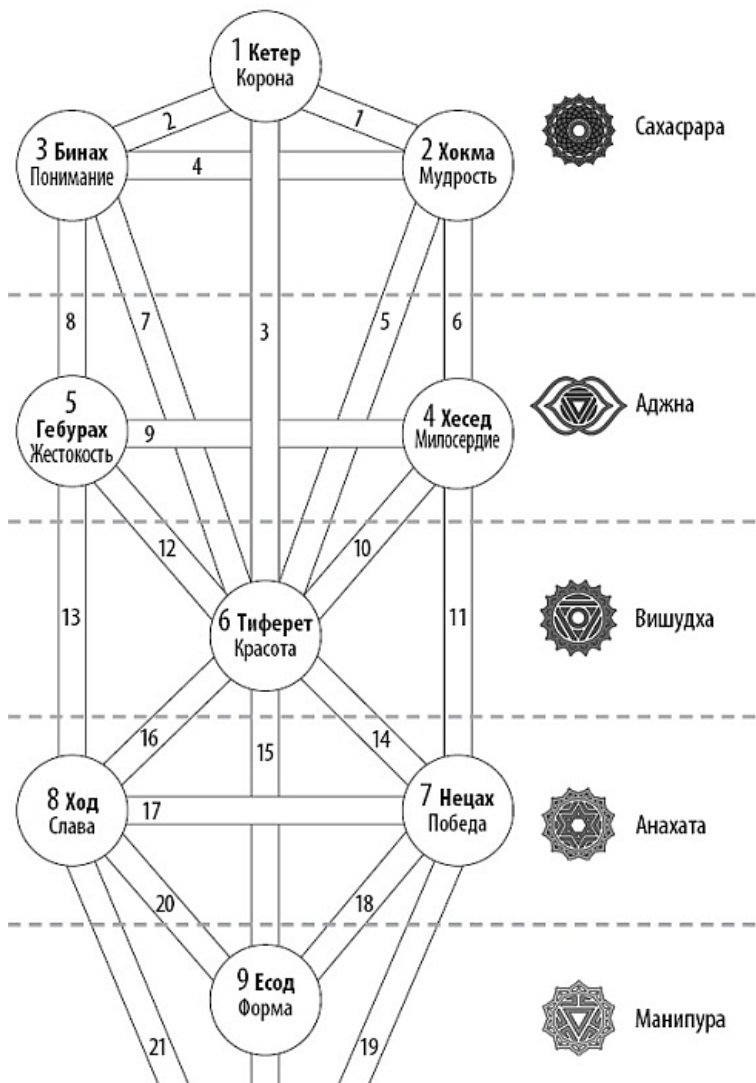 1 Кетер
Корона
2
1
3 Бинах
Понимание
4
2 Хокма
Мудрость
Сахасрара
8
7
3
5
6
5
Гебурах
Жестокость
9
4 Хесед
Милосердие
Аджна
12
10
13
6 Тиферет
Красота
11
Вишудха
16
15
14
8 Ход
Слава
17
7 Нецах
Победа
Анахата
20
18
9 Есод
Форма
21
19
Манипура